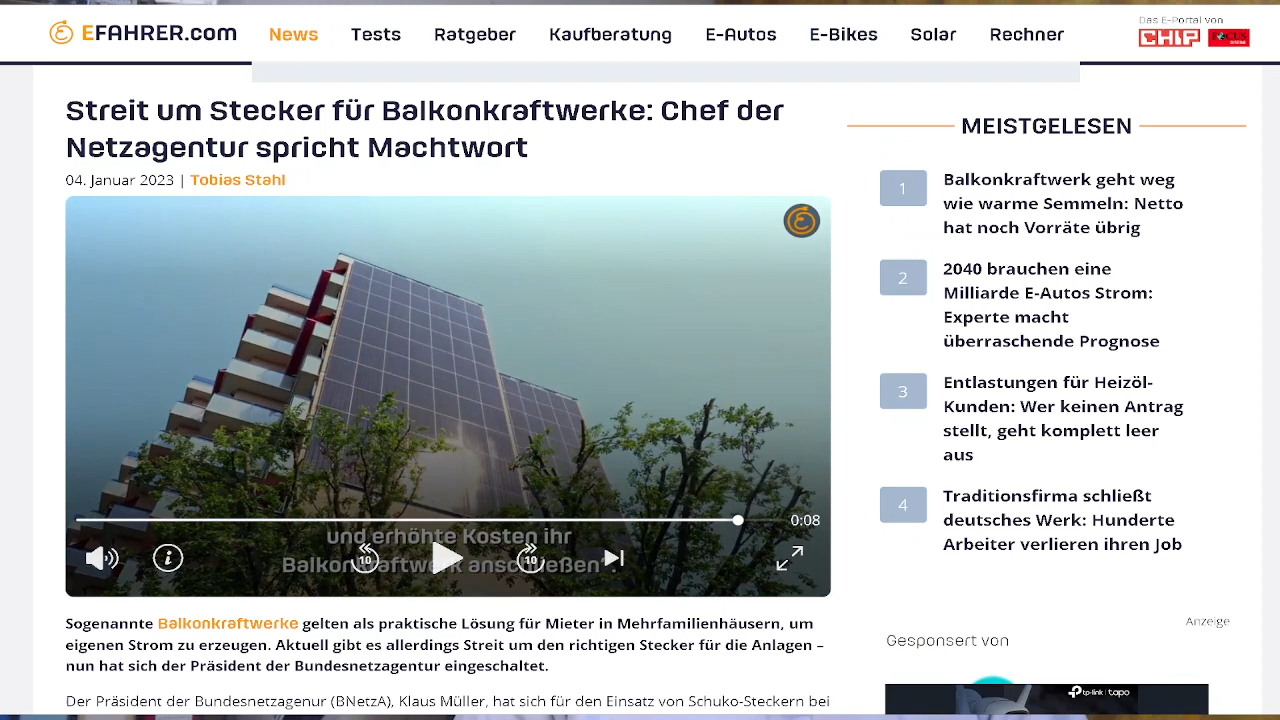 EFAHRER.com
News Tests Ratgeber Kaufberatung E-Autos E-Bikes Solar Rechner
Das E-Portal von
CHIP FOCUS
Streit um Stecker für Balkonkraftwerke: Chef der
Netzagentur spricht Machtwort
04. Januar 2023 | Tobias Stahl
0:08
und erhöhte Kosten ihr
Balkonkraftwerk anschließen".
10 10
Sogenannte Balkonkraftwerke gelten als praktische Lösung für Mieter in Mehrfamilienhäusern, um
eigenen Strom zu erzeugen. Aktuell gibt es allerdings Streit um den richtigen Stecker für die Anlagen –
nun hat sich der Präsident der Bundesnetzagentur eingeschaltet.
Der Präsident der Bundesnetzagenur (BNetzA), Klaus Müller, hat sich für den Einsatz von Schuko-Steckern bei
MEISTGELESEN
1
Balkonkraftwerk geht weg
wie warme Semmeln: Netto
hat noch Vorräte übrig
2
2040 brauchen eine
Milliarde E-Autos Strom:
Experte macht
überraschende Prognose
3
Entlastungen für Heizöl-
Kunden: Wer keinen Antrag
stellt, geht komplett leer
aus
4
Traditionsfirma schließt
deutsches Werk: Hunderte
Arbeiter verlieren ihren Job
Anzeige
Gesponsert von
tp-link | tapo